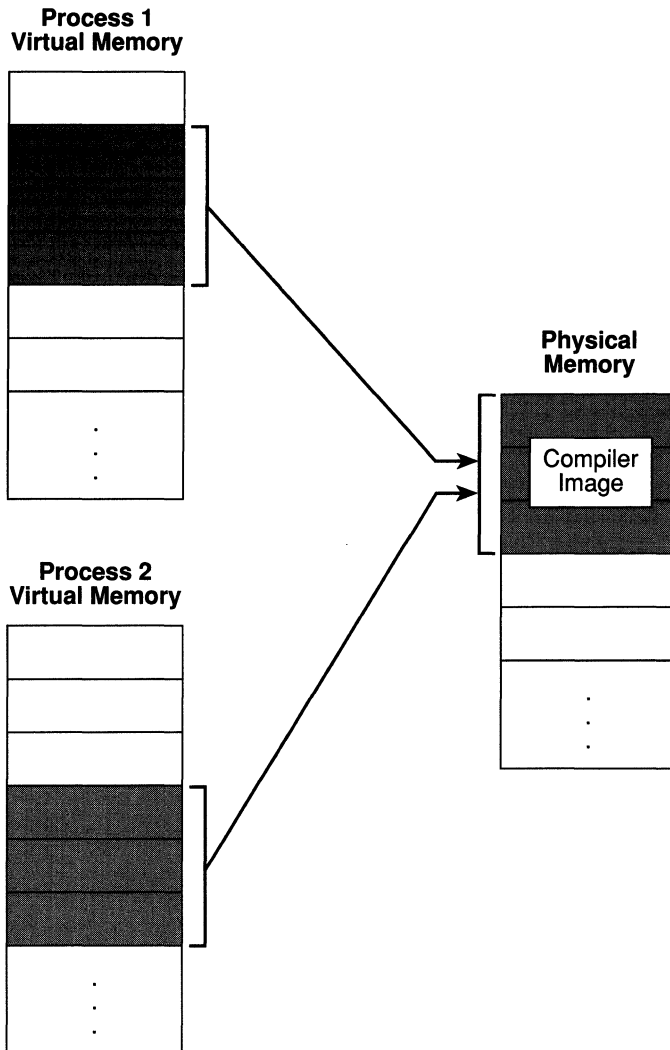 Process 1
Virtual Memory
Physical
Memory
Compiler
Image
Process 2
Virtual Memory